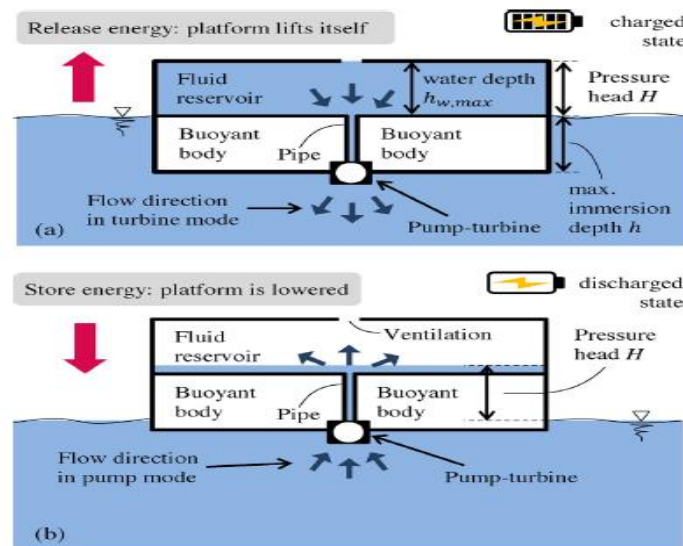 Release energy: platform lifts itself
charged
state
Fluid
reservoir
water depth
h_{w,max}
Pressure
head H
Buoyant
body
Pipe
Buoyant
body
max.
immersion
depth h
Flow direction
in turbine mode
Pump-turbine
(a)
Store energy: platform is lowered
discharged
state
Fluid
reservoir
Ventilation
Pressure
head H
Buoyant
body
Pipe
Buoyant
body
Flow direction
in pump mode
Pump-turbine
(b)